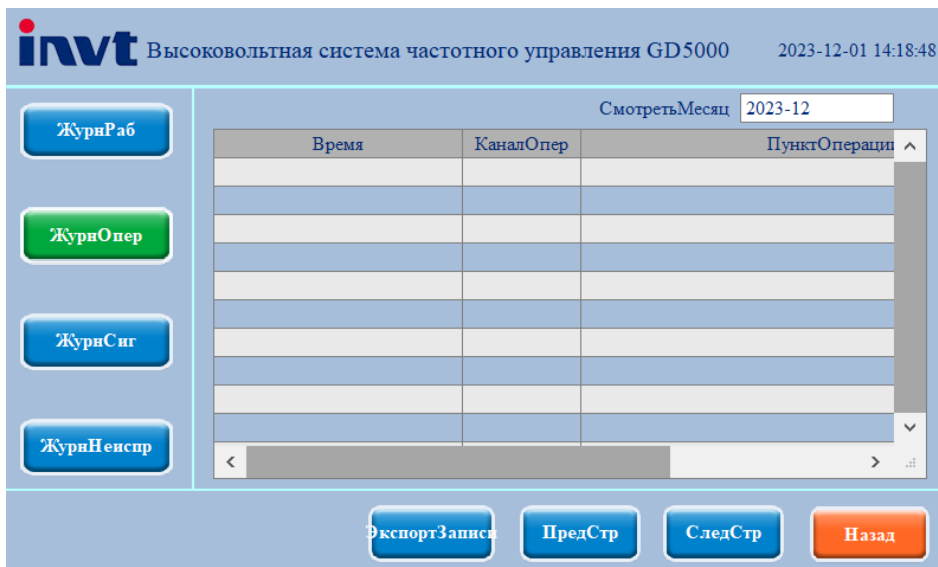 invt Высоковольтная система частотного управления GD5000 2023-12-01 14:18:48
СмотретьМесяц 2023-12
ЖурнРаб
Время КаналОпер ПунктОперации
ЖурнОпер
ЖурнСиг
ЖурнНеиспр
ЭкспортЗаписи ПредСтр СледСтр Назад